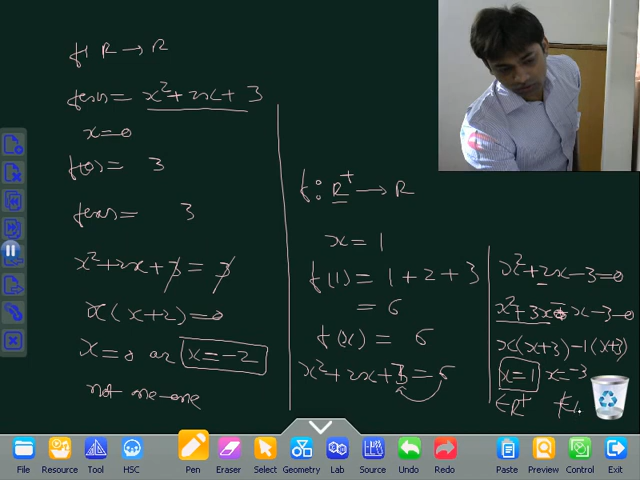 f: R → R
f(x) = x² + 2x + 3
x = 0
f(0) = 3
f(x) = 3
x² + 2x + 3 = 3
x(x+2) = 0
x = 0 or x = -2
not one-one
f: R⁺ → R
x = 1
f(1) = 1 + 2 + 3
= 6
f(x) = 6
x² + 2x + 3 = 6
x² + 2x - 3 = 0
x² + 3x - x - 3 = 0
x(x+3) - 1(x+3)
x = 1 x = -3
∈ R⁺
File Resource Tool HSC Pen Eraser Select Geometry Lab Source Undo Redo Paste Preview Control Exit